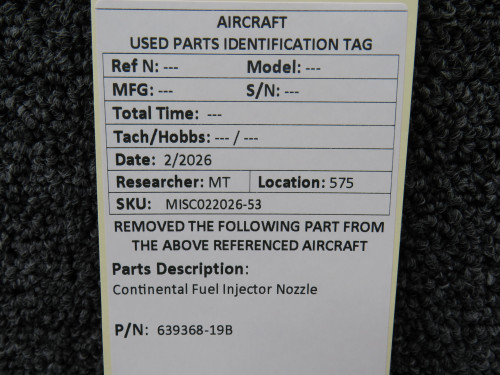 AIRCRAFT
USED PARTS IDENTIFICATION TAG
Ref N: --- Model: ---
MFG: --- S/N: ---
Total Time: ---
Tach/Hobbs: --- / ---
Date: 2/2026
Researcher: MT Location: 575
SKU: MISC022026-53
REMOVED THE FOLLOWING PART FROM
THE ABOVE REFERENCED AIRCRAFT
Parts Description:
Continental Fuel Injector Nozzle
P/N: 639368-19B